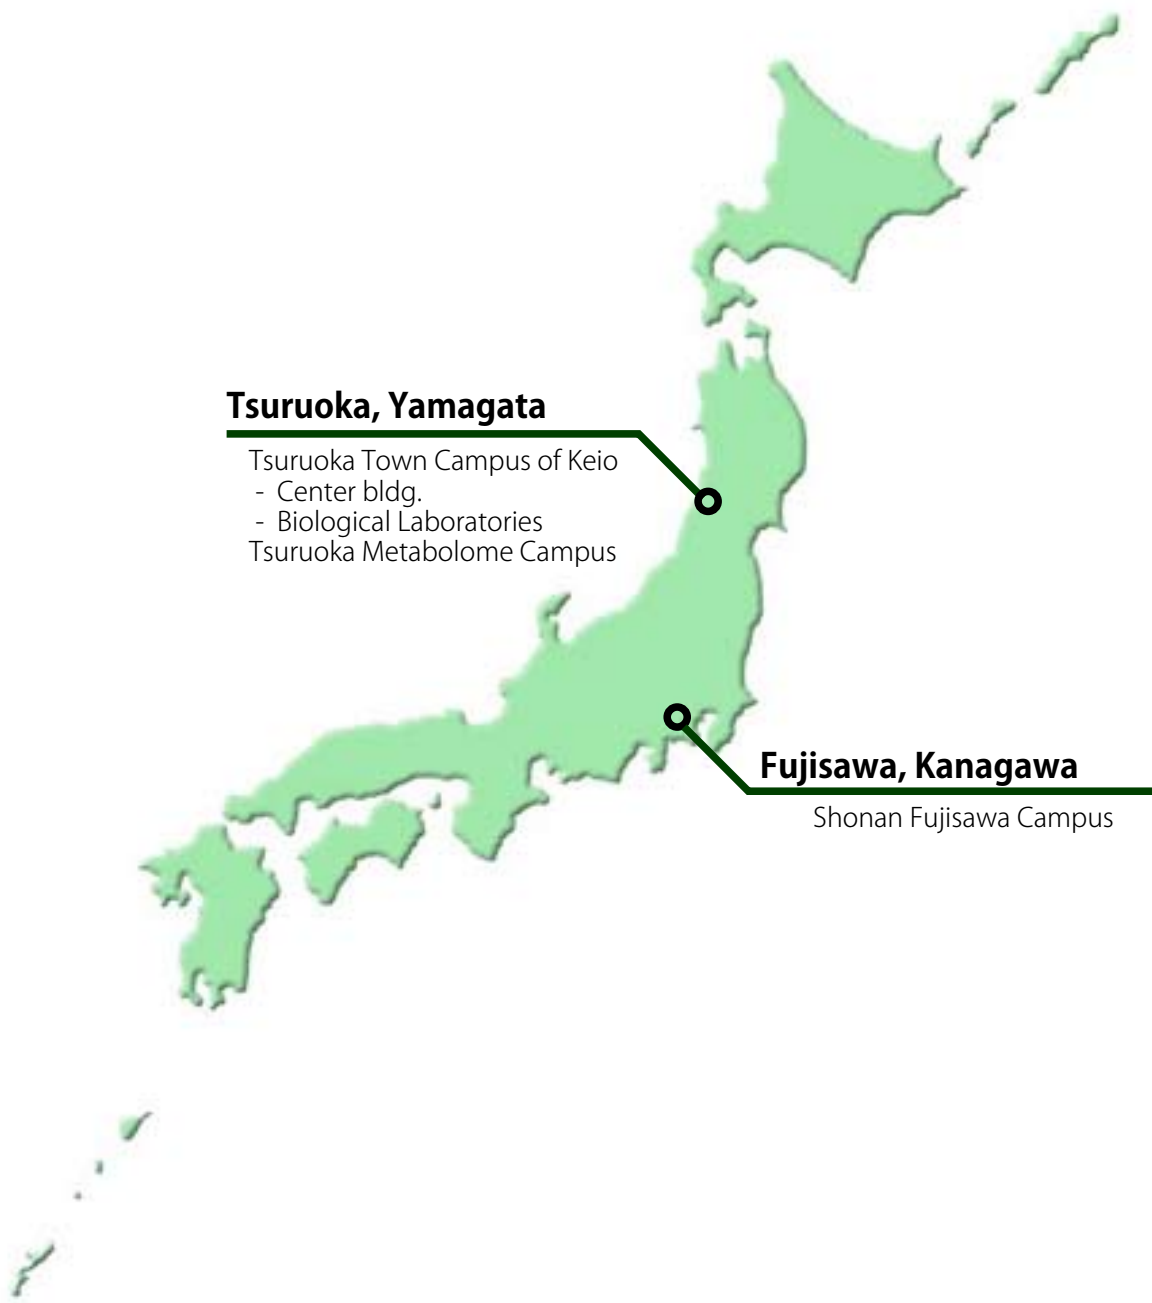 Tsuruoka, Yamagata
Tsuruoka Town Campus of Keio
- Center bldg.
- Biological Laboratories
Tsuruoka Metabolome Campus
Fujisawa, Kanagawa
Shonan Fujisawa Campus